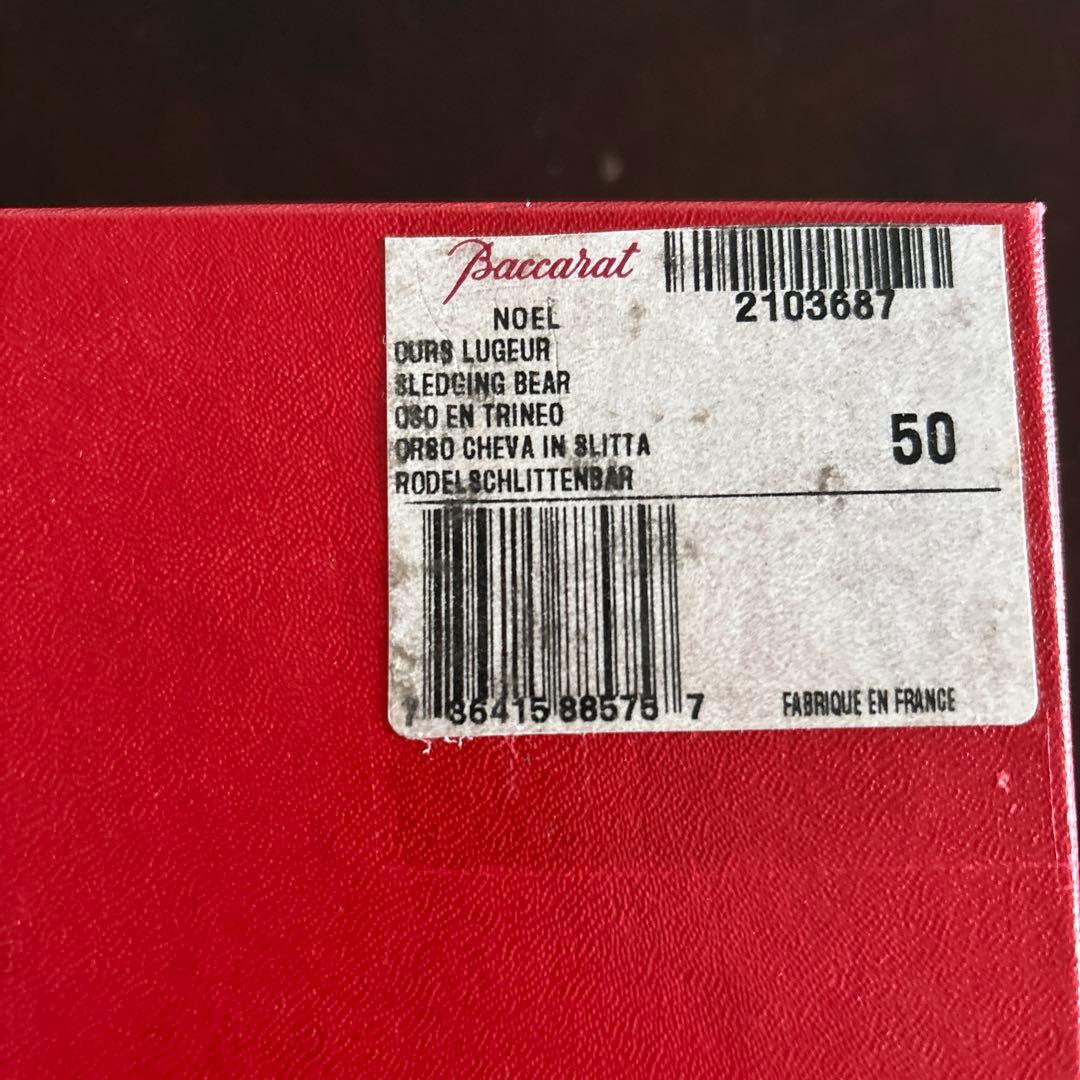 Baccarat
2103687
NOEL
OURS LUGEUR
SLEDGING BEAR
OSO EN TRINEO
ORSO CHEVA IN SLITTA
RODELSCHLITTENBAR
50
7 86415 88575 7
FABRIQUE EN FRANCE